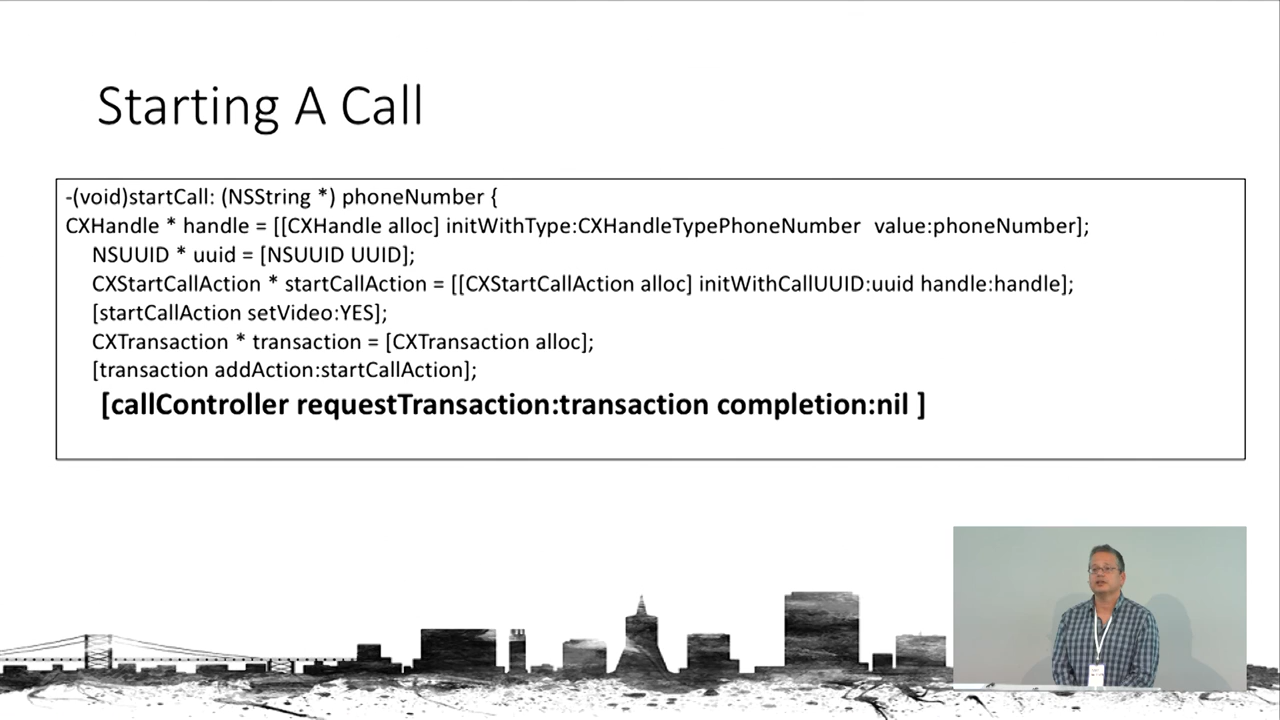 Starting A Call
-(void)startCall: (NSString *) phoneNumber {
CXHandle * handle = [[CXHandle alloc] initWithType:CXHandleTypePhoneNumber  value:phoneNumber];
NSUUID * uuid = [NSUUID UUID];
CXStartCallAction * startCallAction = [[CXStartCallAction alloc] initWithCallUUID:uuid handle:handle];
[startCallAction setVideo:YES];
CXTransaction * transaction = [CXTransaction alloc];
[transaction addAction:startCallAction];
[callController requestTransaction:transaction completion:nil ]